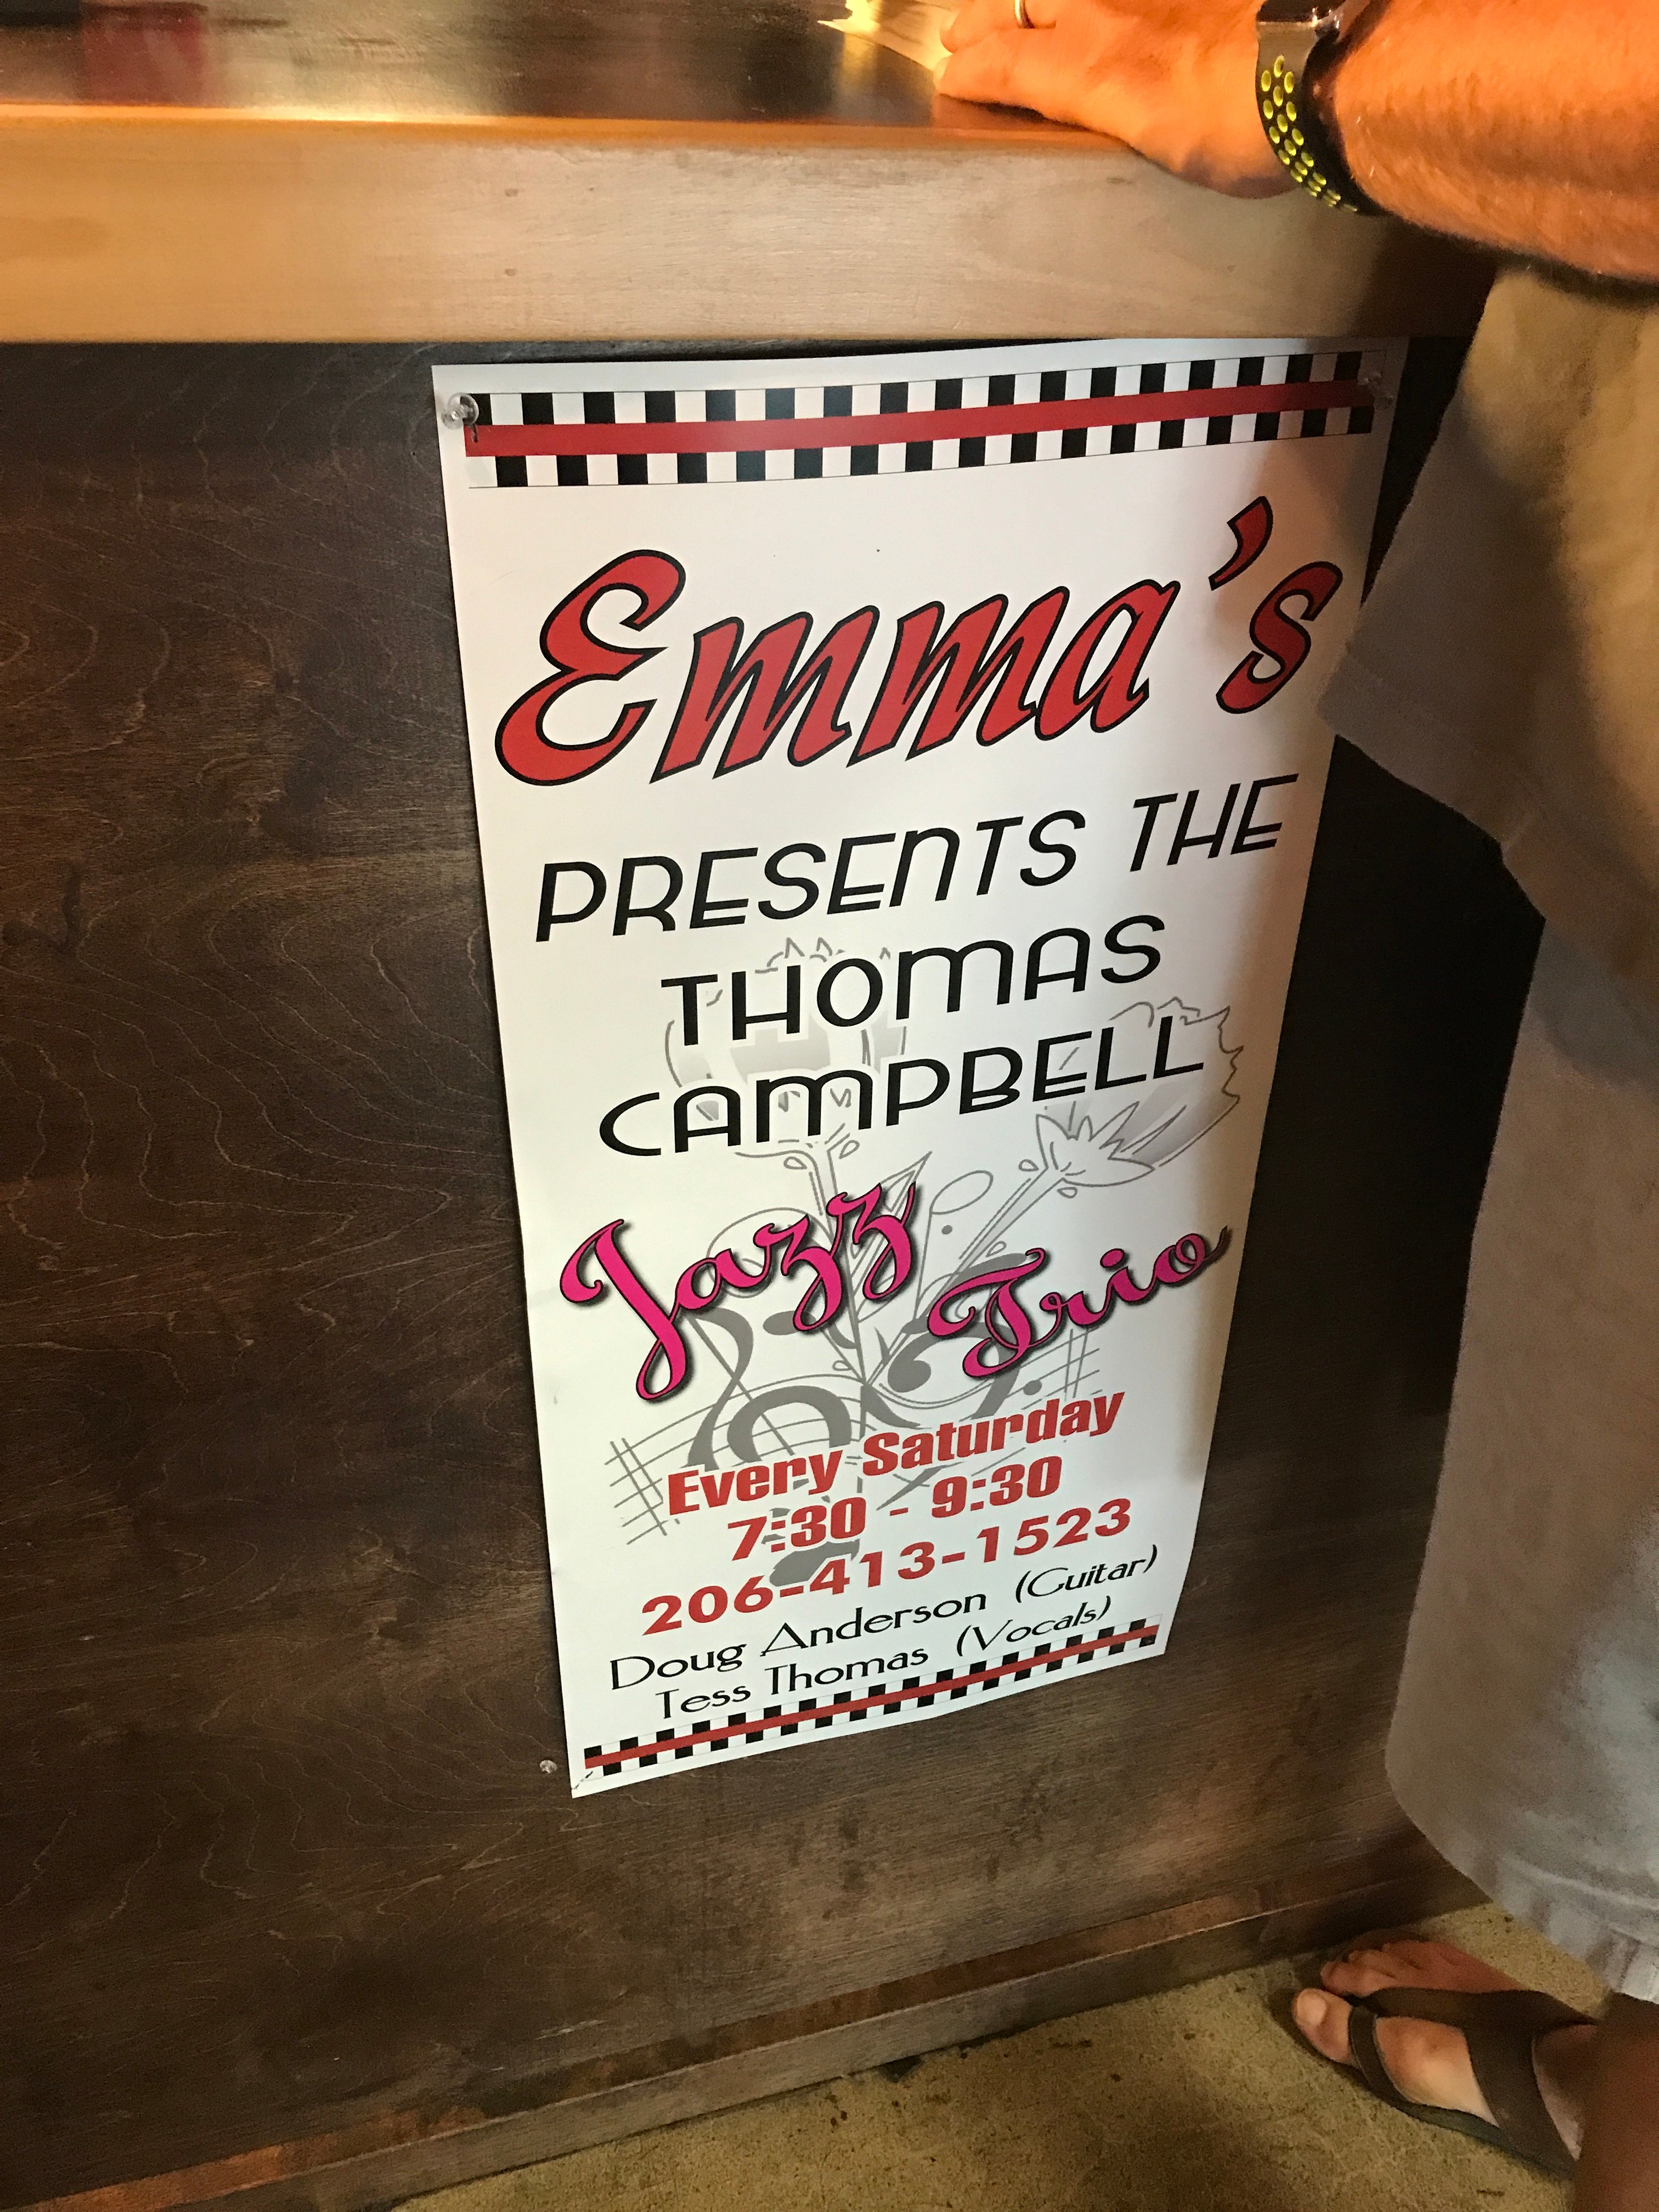 Emma's
PRESENTS THE
THOMAS
CAMPBELL
Jazz Trio
Every Saturday
7:30 - 9:30
206-413-1523
Doug Anderson (Guitar)
Tess Thomas (Vocals)